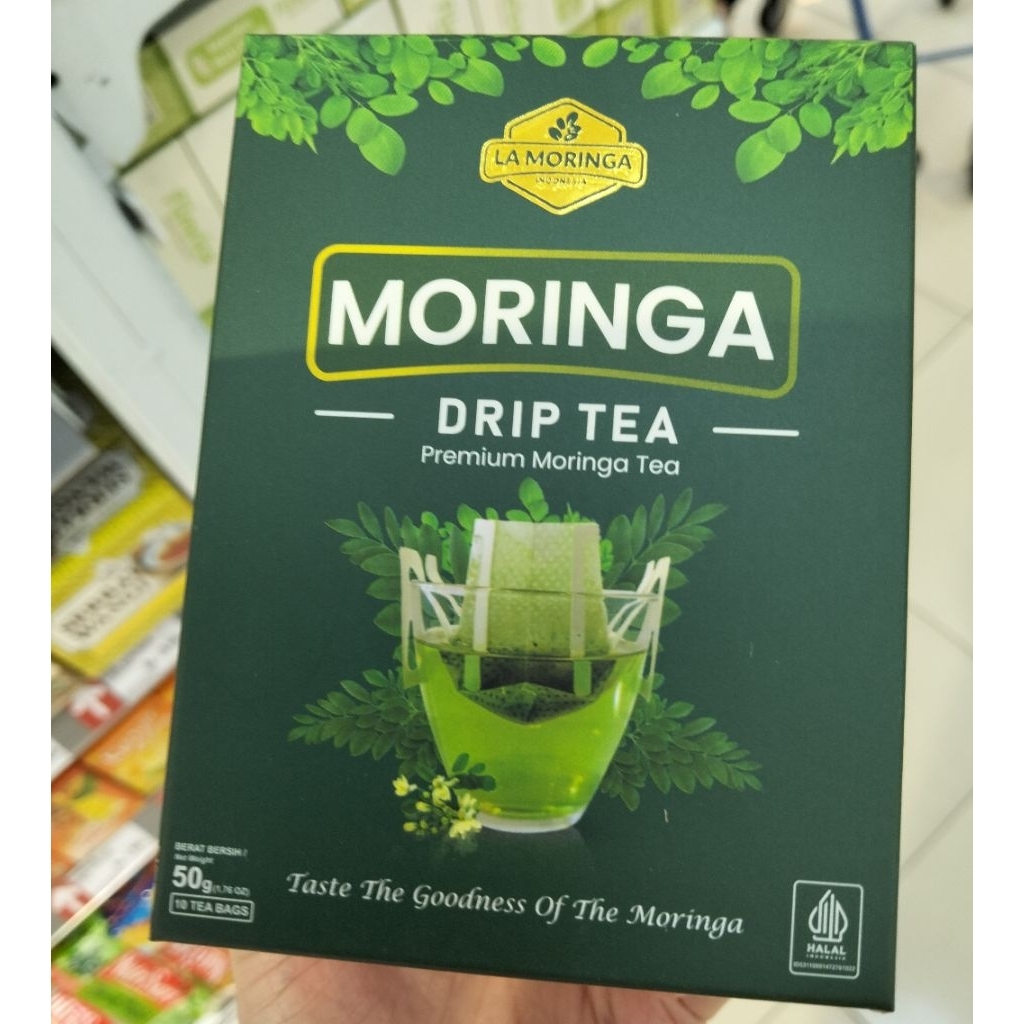 LA MORINGA
INDONESIA
MORINGA
DRIP TEA
Premium Moringa Tea
BERAT BERSIH /
Net Weight
50g (1,76 OZ)
10 TEA BAGS
Taste The Goodness Of The Moringa
HALAL
INDONESIA